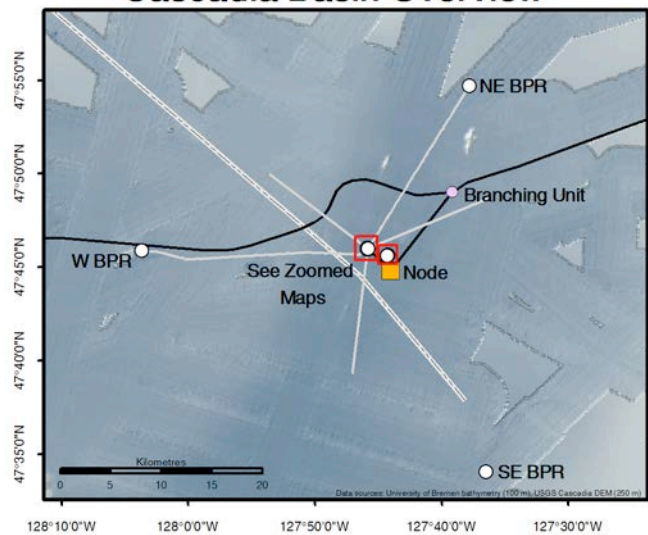 Cascadia Basin Overview
47°55'0"N
NE BPR
47°50'0"N
Branching Unit
47°45'0"N
W BPR
See Zoomed
Maps
Node
47°40'0"N
47°35'0"N
Kilometres
0 5 10 15 20
SE BPR
Data sources: University of Bremen bathymetry (100 m), USGS Cascadia DEM (250 m)
128°10'0"W 128°0'0"W 127°50'0"W 127°40'0"W 127°30'0"W